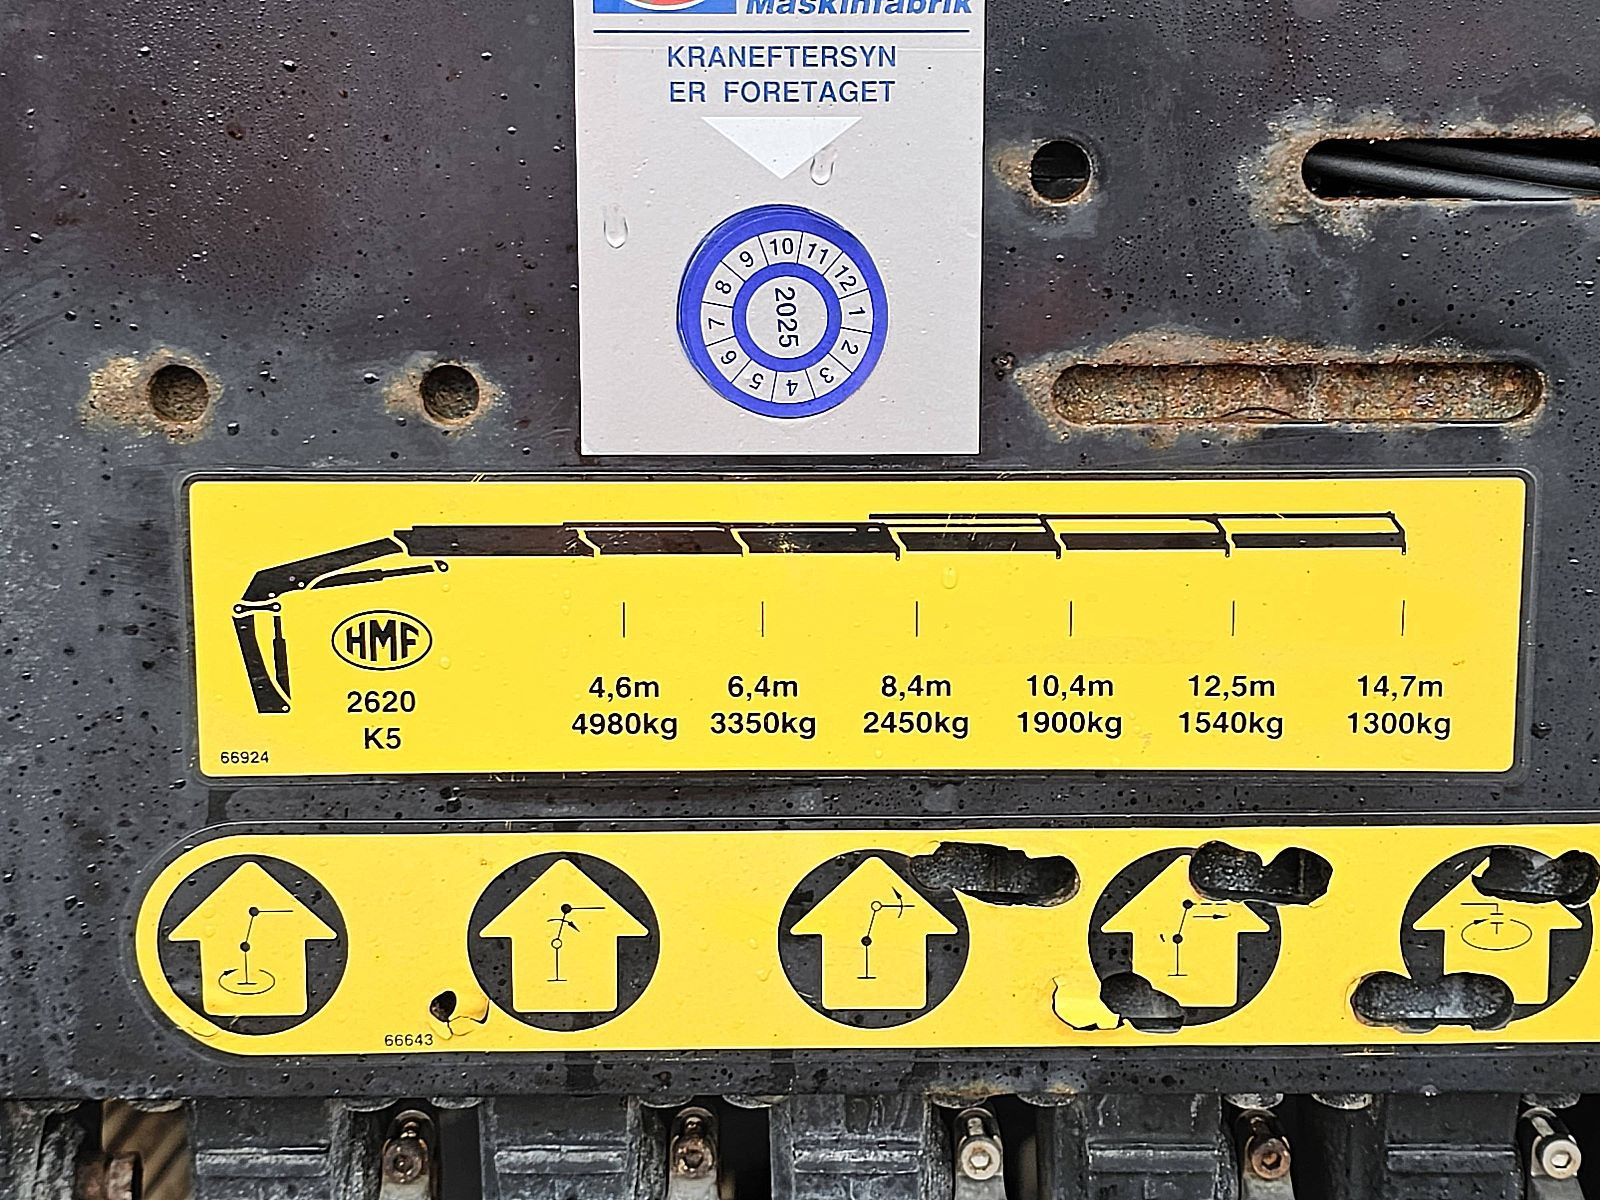 Maskinfabrik
KRANEFTERSYN
ER FORETAGET
10 11 12 1 2 3 4 5 6 7 8 9
2025
HMF
2620
K5
66924
4,6m 6,4m 8,4m 10,4m 12,5m 14,7m
4980kg 3350kg 2450kg 1900kg 1540kg 1300kg
66643